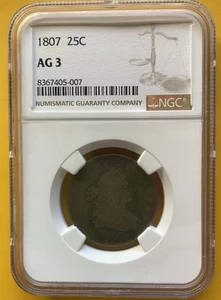 1807 25C
AG 3
8367405-007
NUMISMATIC GUARANTY COMPANY
NGC